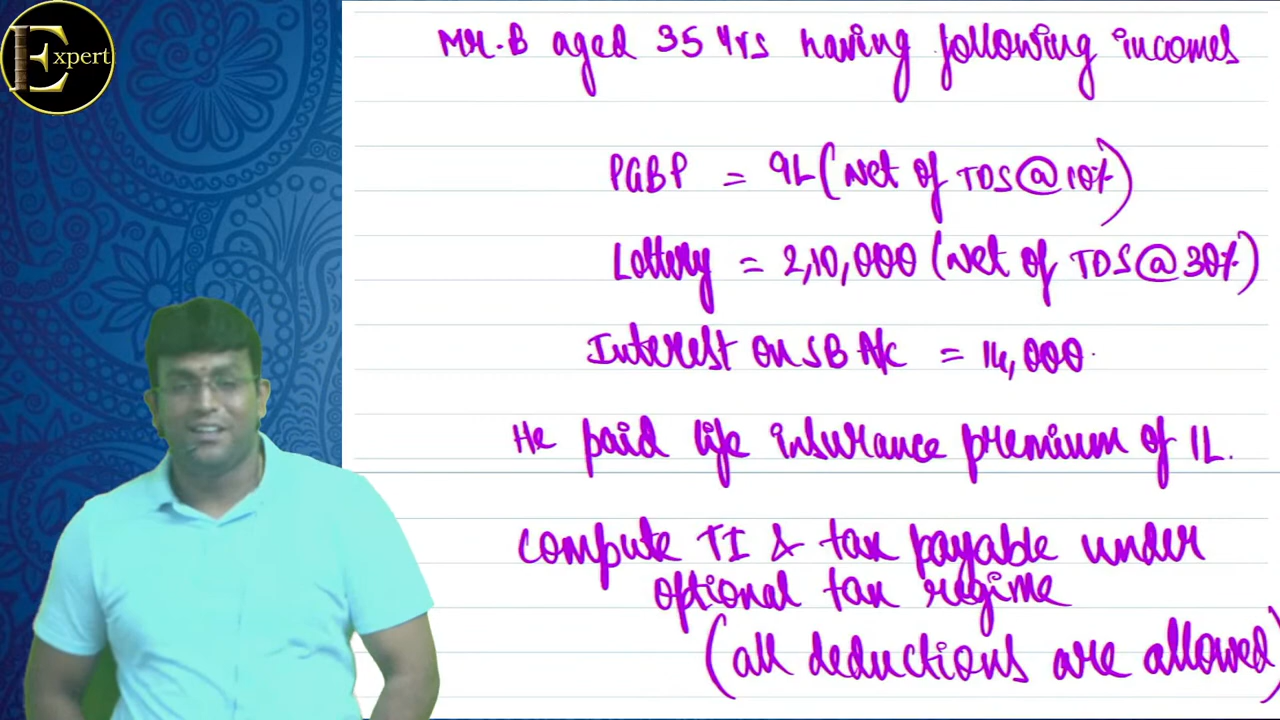 Expert
Mr. B aged 35 yrs having following incomes
PGBP = 9L (Net of TDS@10%)
Lottery = 2,10,000 (Net of TDS@30%)
Interest on SB A/c = 14,000.
He paid life insurance premium of 1L.
Compute TI & tax payable under
optional tax regime
(all deductions are allowed)